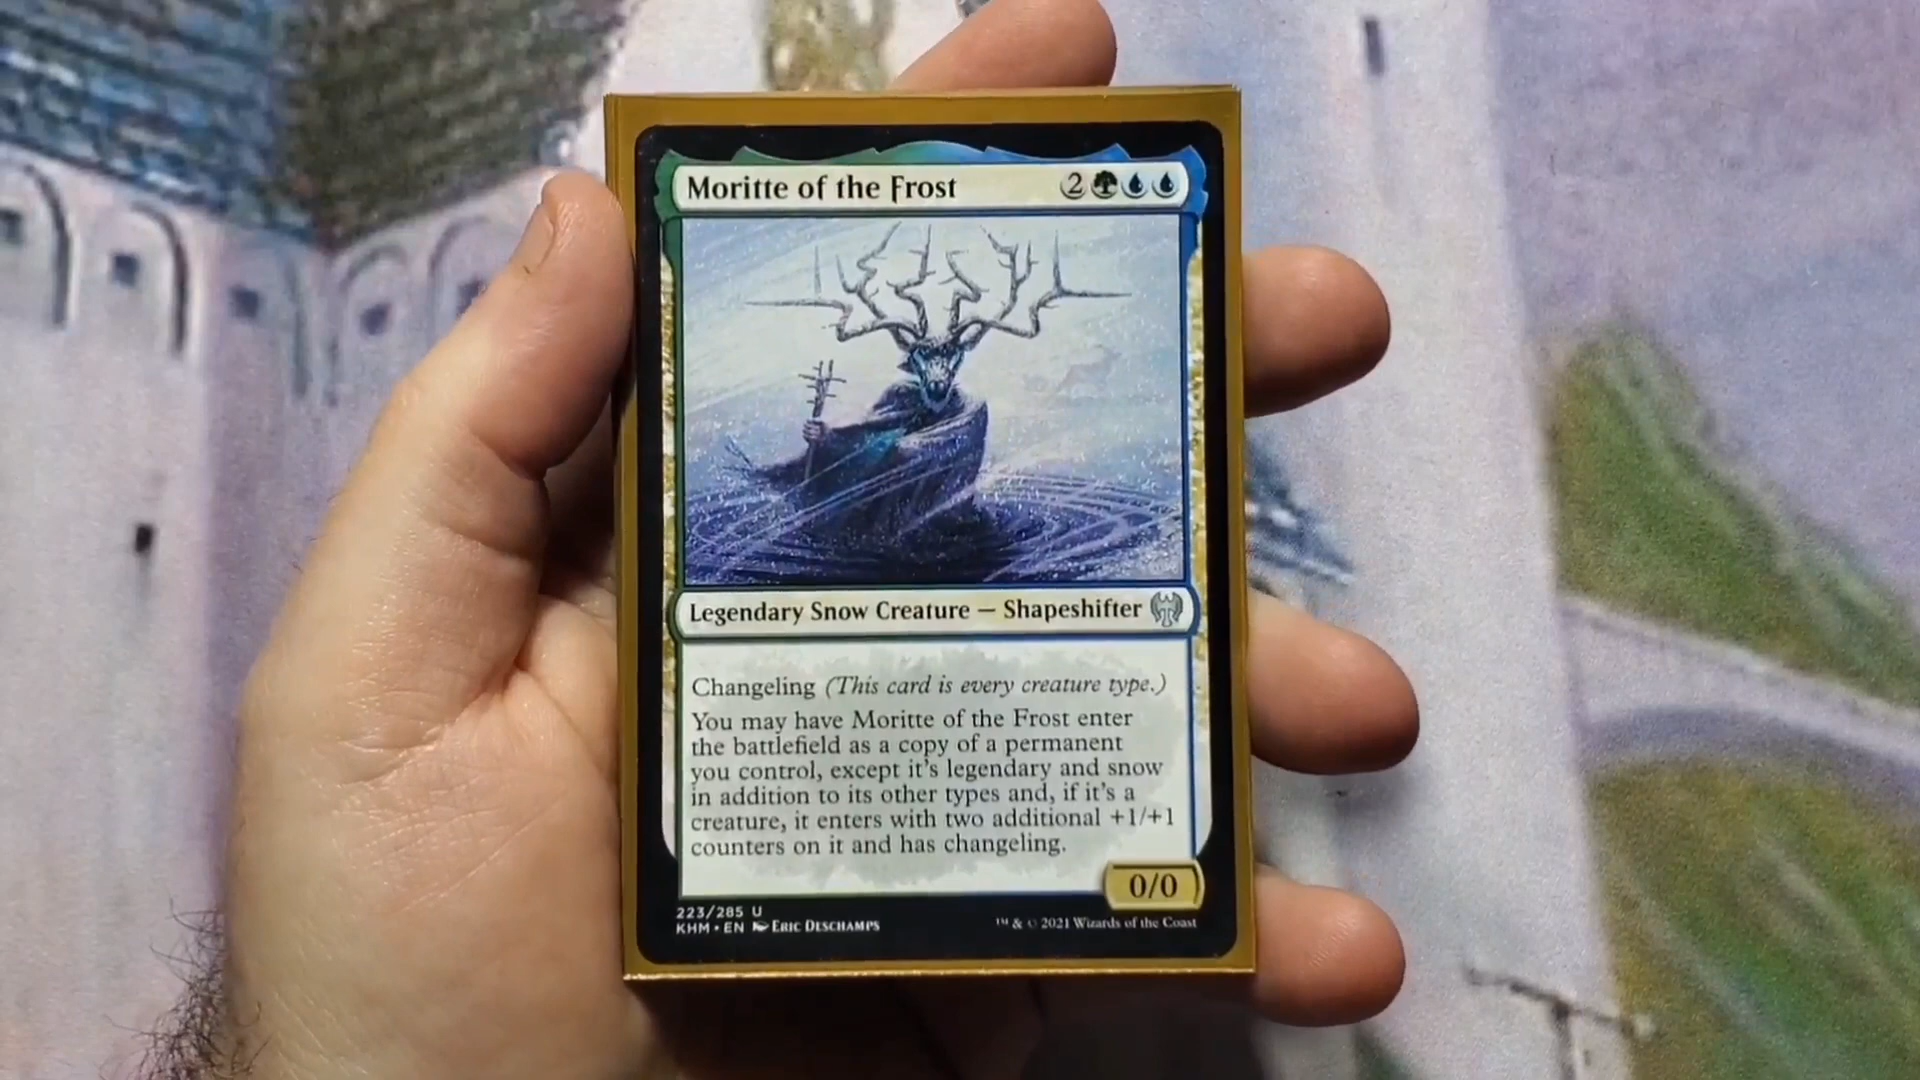 Moritte of the Frost 2
Legendary Snow Creature — Shapeshifter
Changeling (This card is every creature type.)
You may have Moritte of the Frost enter
the battlefield as a copy of a permanent
you control, except it's legendary and snow
in addition to its other types and, if it's a
creature, it enters with two additional +1/+1
counters on it and has changeling.
0/0
223/285 U
KHM • EN Eric Deschamps ™ & © 2021 Wizards of the Coast